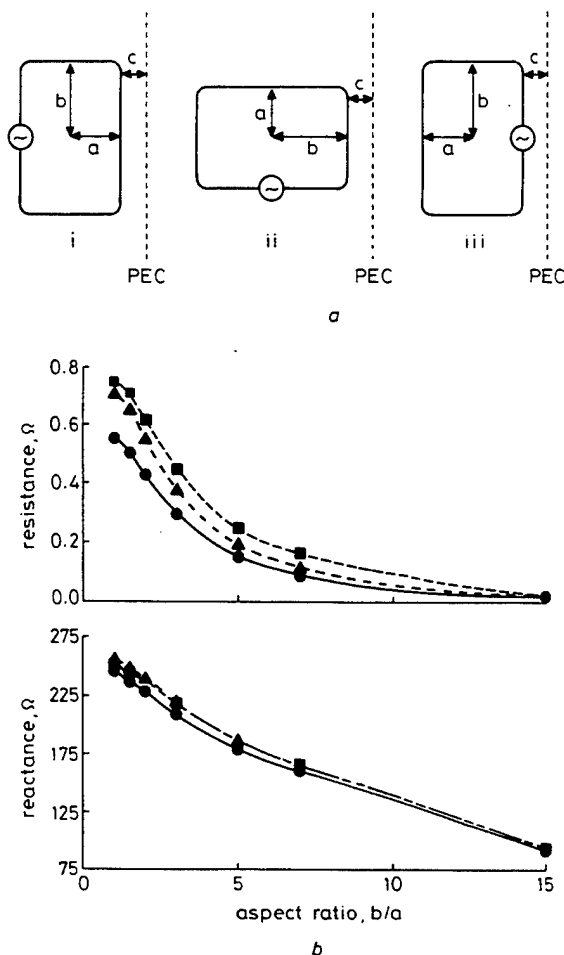 c c c
b a b
a b a
i ii iii
PEC PEC PEC
a
0.8
0.6
0.4
0.2
0.0
resistance, Ω
275
225
175
125
75
reactance, Ω
0 5 10 15
aspect ratio, b/a
b